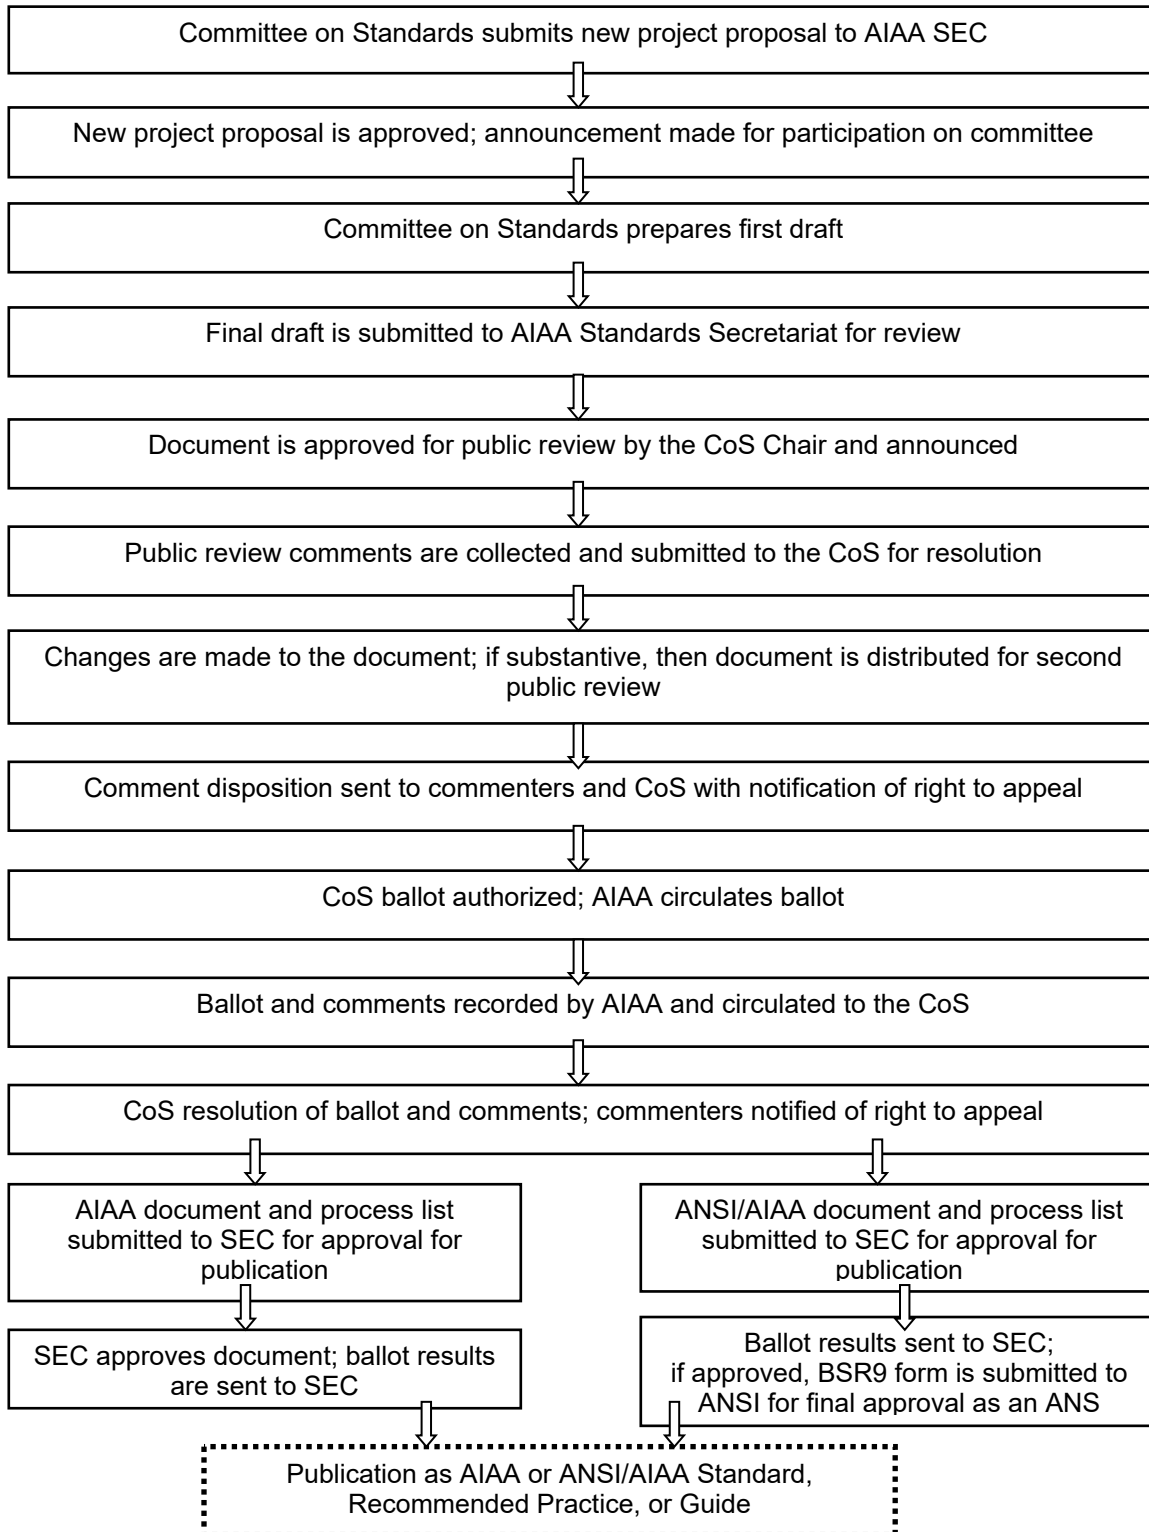 Committee on Standards submits new project proposal to AIAA SEC
New project proposal is approved; announcement made for participation on committee
Committee on Standards prepares first draft
Final draft is submitted to AIAA Standards Secretariat for review
Document is approved for public review by the CoS Chair and announced
Public review comments are collected and submitted to the CoS for resolution
Changes are made to the document; if substantive, then document is distributed for second
public review
Comment disposition sent to commenters and CoS with notification of right to appeal
CoS ballot authorized; AIAA circulates ballot
Ballot and comments recorded by AIAA and circulated to the CoS
CoS resolution of ballot and comments; commenters notified of right to appeal
AIAA document and process list
submitted to SEC for approval for
publication
ANSI/AIAA document and process list
submitted to SEC for approval for
publication
SEC approves document; ballot results
are sent to SEC
Ballot results sent to SEC;
if approved, BSR9 form is submitted to
ANSI for final approval as an ANS
Publication as AIAA or ANSI/AIAA Standard,
Recommended Practice, or Guide